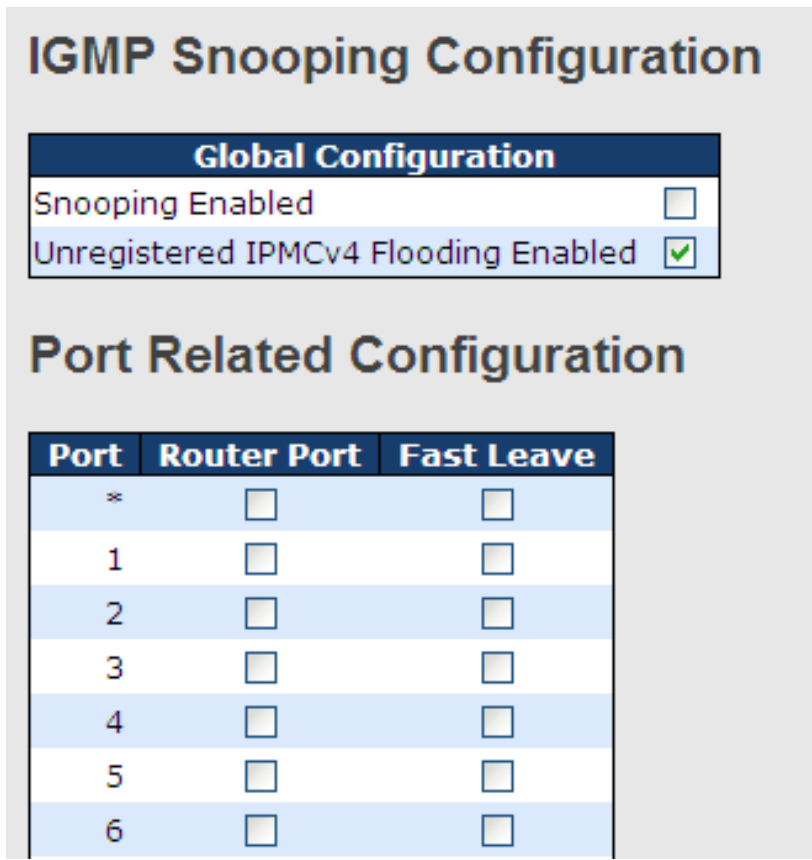 IGMP Snooping Configuration
Global Configuration
Snooping Enabled
Unregistered IPMCv4 Flooding Enabled
Port Related Configuration
Port Router Port Fast Leave
*
1
2
3
4
5
6